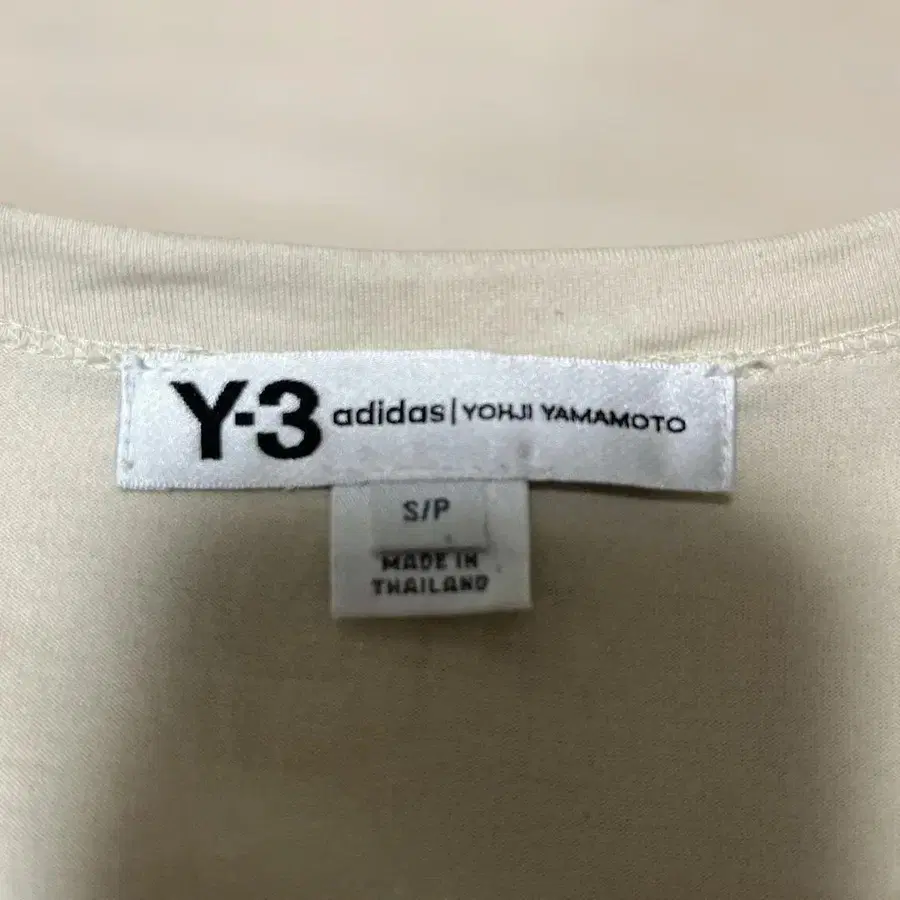 Y-3 adidas | YOHJI YAMAMOTO
S/P
MADE IN
THAILAND